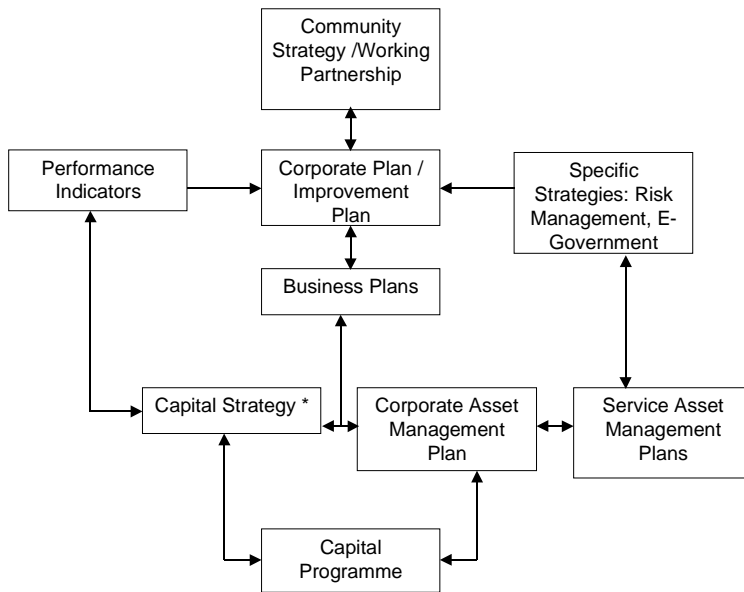 Community
Strategy /Working
Partnership
Performance
Indicators
Corporate Plan /
Improvement
Plan
Specific
Strategies: Risk
Management, E-
Government
Business Plans
Capital Strategy *
Corporate Asset
Management
Plan
Service Asset
Management
Plans
Capital
Programme